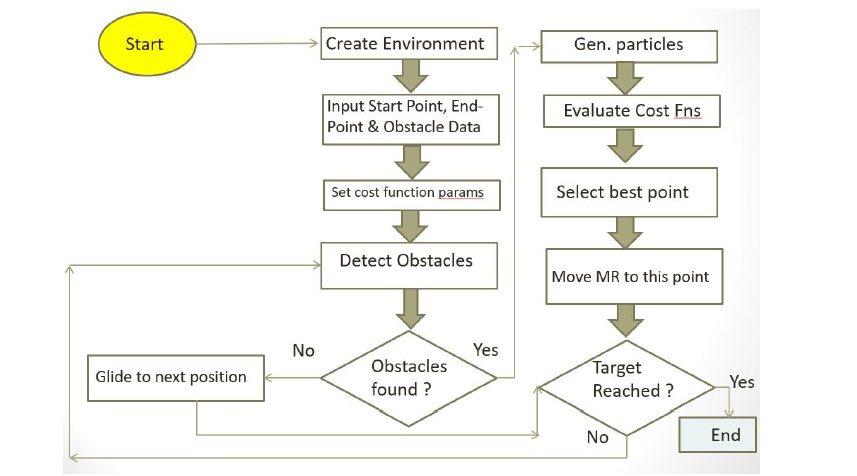 Start
Create Environment
Input Start Point, End-
Point & Obstacle Data
Set cost function params
Detect Obstacles
Obstacles
found ?
No
Yes
Glide to next position
Gen. particles
Evaluate Cost Fns
Select best point
Move MR to this point
Target
Reached ?
Yes
No
End